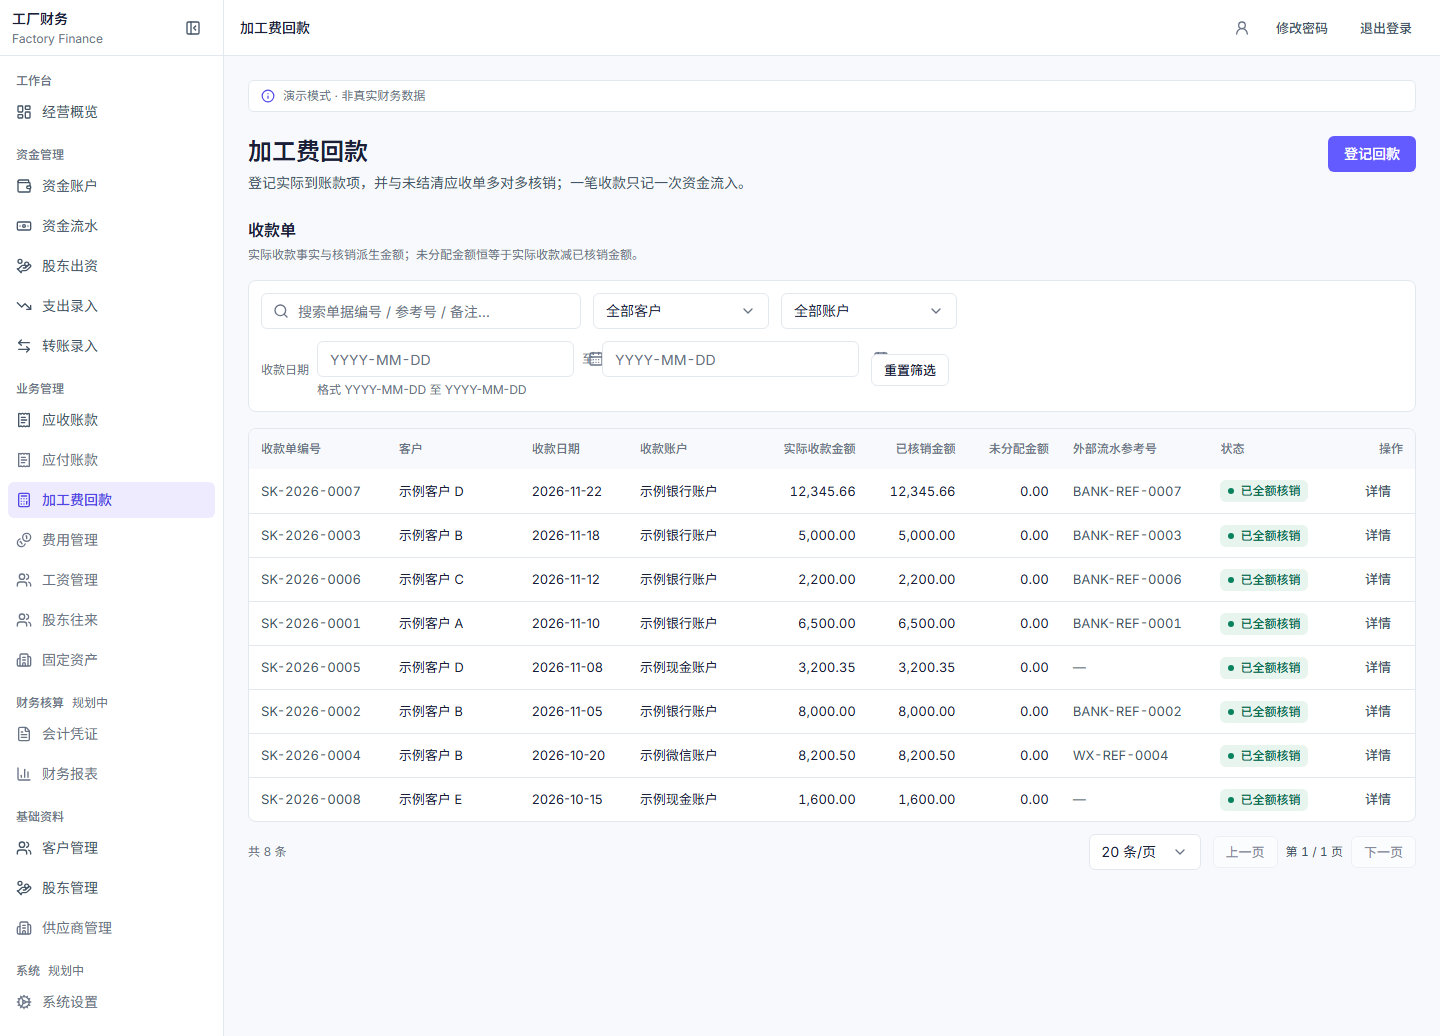 工厂财务
Factory Finance
工作台
经营概览
资金管理
资金账户
资金流水
股东出资
支出录入
转账录入
业务管理
应收账款
应付账款
加工费回款
费用管理
工资管理
股东往来
固定资产
财务核算 规划中
会计凭证
财务报表
基础资料
客户管理
股东管理
供应商管理
系统 规划中
系统设置
加工费回款
修改密码
退出登录
演示模式 · 非真实财务数据
加工费回款
登记回款
登记实际到账款项，并与未结清应收单多对多核销；一笔收款只记一次资金流入。
收款单
实际收款事实与核销派生金额；未分配金额恒等于实际收款减已核销金额。
搜索单据编号 / 参考号 / 备注...
全部客户
全部账户
收款日期 YYYY-MM-DD 至 YYYY-MM-DD
重置筛选
格式 YYYY-MM-DD 至 YYYY-MM-DD
收款单编号 客户 收款日期 收款账户 实际收款金额 已核销金额 未分配金额 外部流水参考号 状态 操作
SK-2026-0007 示例客户 D 2026-11-22 示例银行账户 12,345.66 12,345.66 0.00 BANK-REF-0007 已全额核销 详情
SK-2026-0003 示例客户 B 2026-11-18 示例银行账户 5,000.00 5,000.00 0.00 BANK-REF-0003 已全额核销 详情
SK-2026-0006 示例客户 C 2026-11-12 示例银行账户 2,200.00 2,200.00 0.00 BANK-REF-0006 已全额核销 详情
SK-2026-0001 示例客户 A 2026-11-10 示例银行账户 6,500.00 6,500.00 0.00 BANK-REF-0001 已全额核销 详情
SK-2026-0005 示例客户 D 2026-11-08 示例现金账户 3,200.35 3,200.35 0.00 — 已全额核销 详情
SK-2026-0002 示例客户 B 2026-11-05 示例银行账户 8,000.00 8,000.00 0.00 BANK-REF-0002 已全额核销 详情
SK-2026-0004 示例客户 B 2026-10-20 示例微信账户 8,200.50 8,200.50 0.00 WX-REF-0004 已全额核销 详情
SK-2026-0008 示例客户 E 2026-10-15 示例现金账户 1,600.00 1,600.00 0.00 — 已全额核销 详情
共 8 条
20 条/页
上一页
第 1 / 1 页
下一页